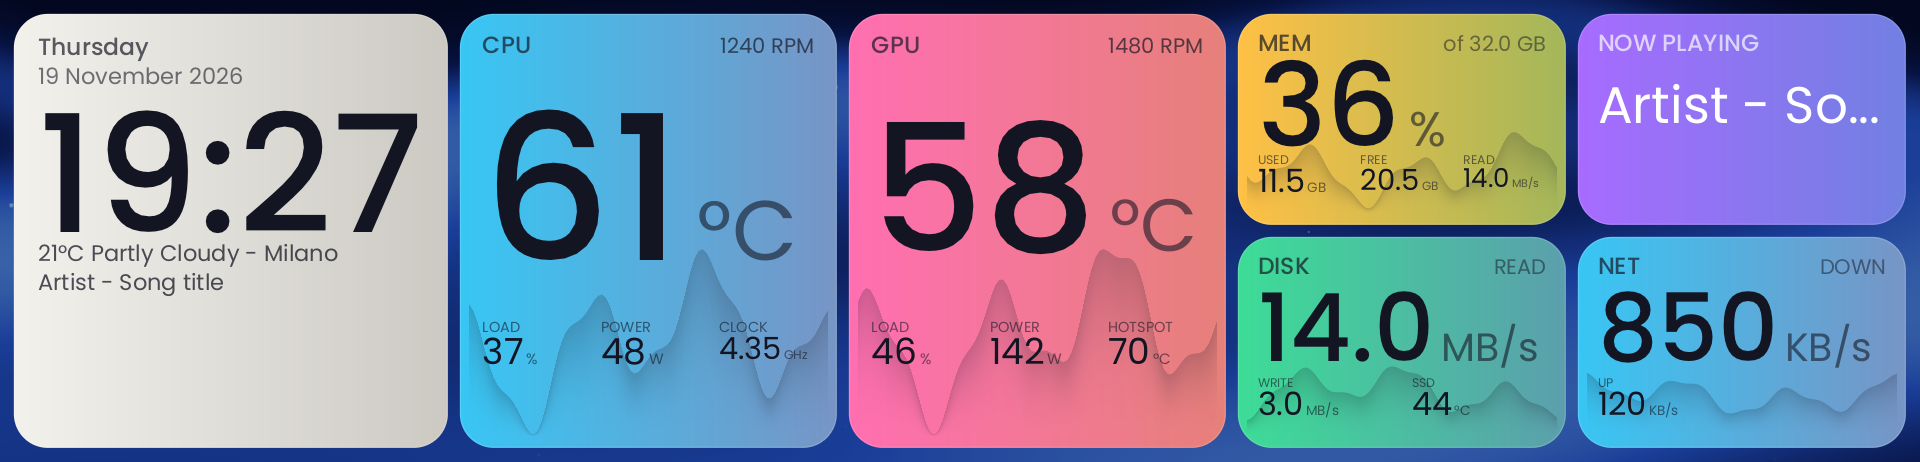 Thursday
19 November 2026
19:27
21°C Partly Cloudy - Milano
Artist - Song title
CPU 1240 RPM
61 °C
LOAD POWER CLOCK
37 % 48 W 4.35 GHz
GPU 1480 RPM
58 °C
LOAD POWER HOTSPOT
46 % 142 W 70 °C
MEM of 32.0 GB
36 %
USED FREE READ
11.5 GB 20.5 GB 14.0 MB/s
NOW PLAYING
Artist - So...
DISK READ
14.0 MB/s
WRITE SSD
3.0 MB/s 44 °C
NET DOWN
850 KB/s
UP
120 KB/s